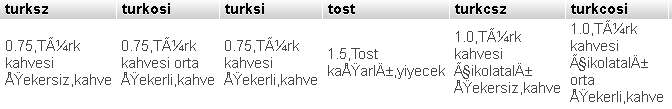 turksz turkosi turksi tost turkcsz turkcosi
0.75,TÃ¼rk kahvesi ÅŸekersiz,kahve
0.75,TÃ¼rk kahvesi orta ÅŸekerli,kahve
0.75,TÃ¼rk kahvesi ÅŸekerli,kahve
1.5,Tost kaÅŸarlÄ±,yiyecek
1.0,TÃ¼rk kahvesi Ã§ikolatalÄ± ÅŸekersiz,kahve
1.0,TÃ¼rk kahvesi Ã§ikolatalÄ± orta ÅŸekerli,kahve